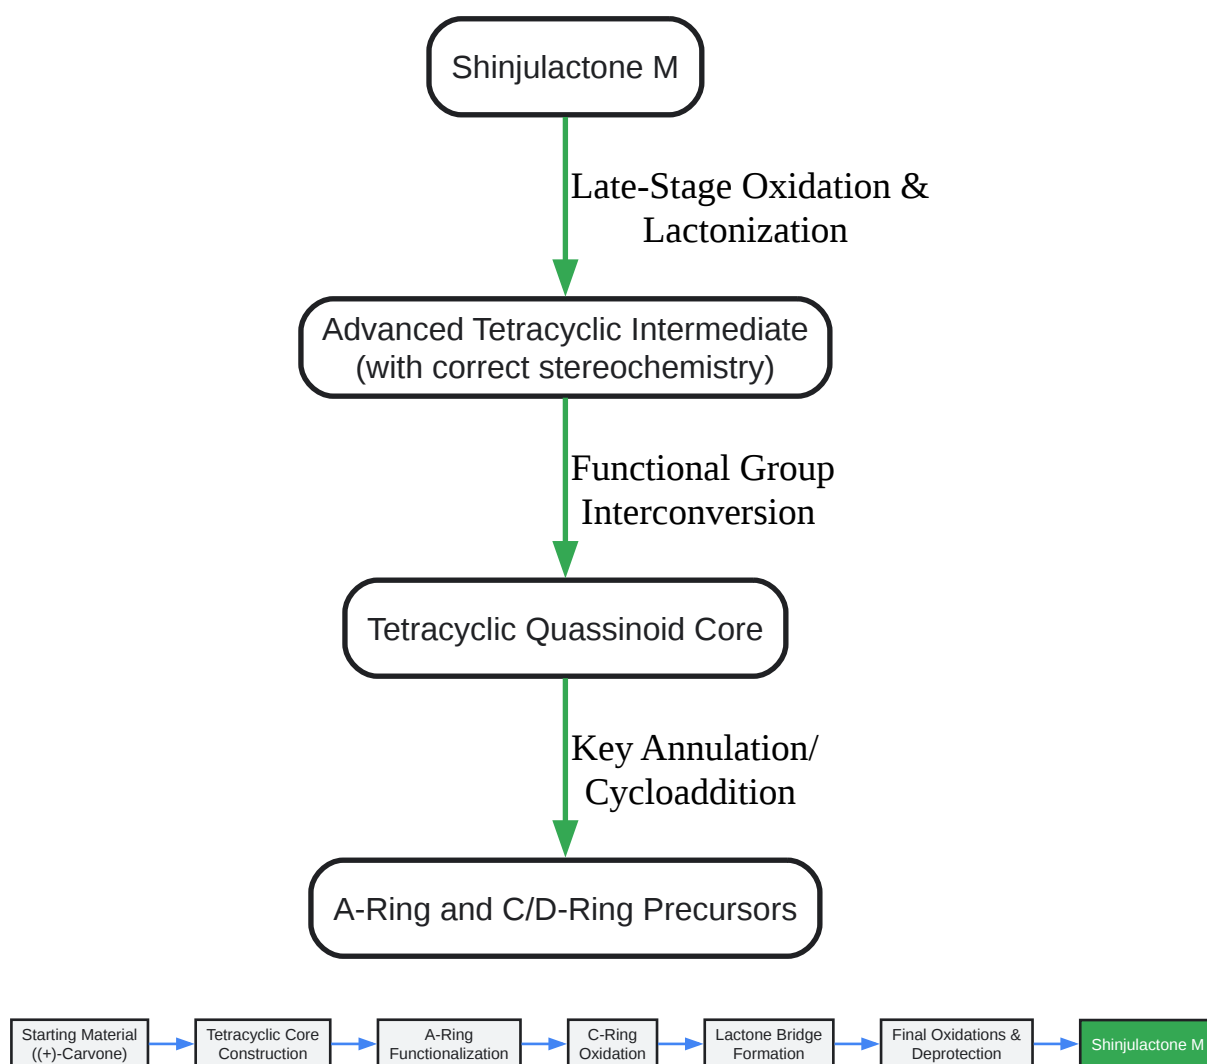 Shinjulactone M
Late-Stage Oxidation &
Lactonization
Advanced Tetracyclic Intermediate
(with correct stereochemistry)
Functional Group
Interconversion
Tetracyclic Quassinoid Core
Key Annulation/
Cycloaddition
A-Ring and C/D-Ring Precursors
Starting Material
((+)-Carvone)
Tetracyclic Core
Construction
A-Ring
Functionalization
C-Ring
Oxidation
Lactone Bridge
Formation
Final Oxidations &
Deprotection
Shinjulactone M